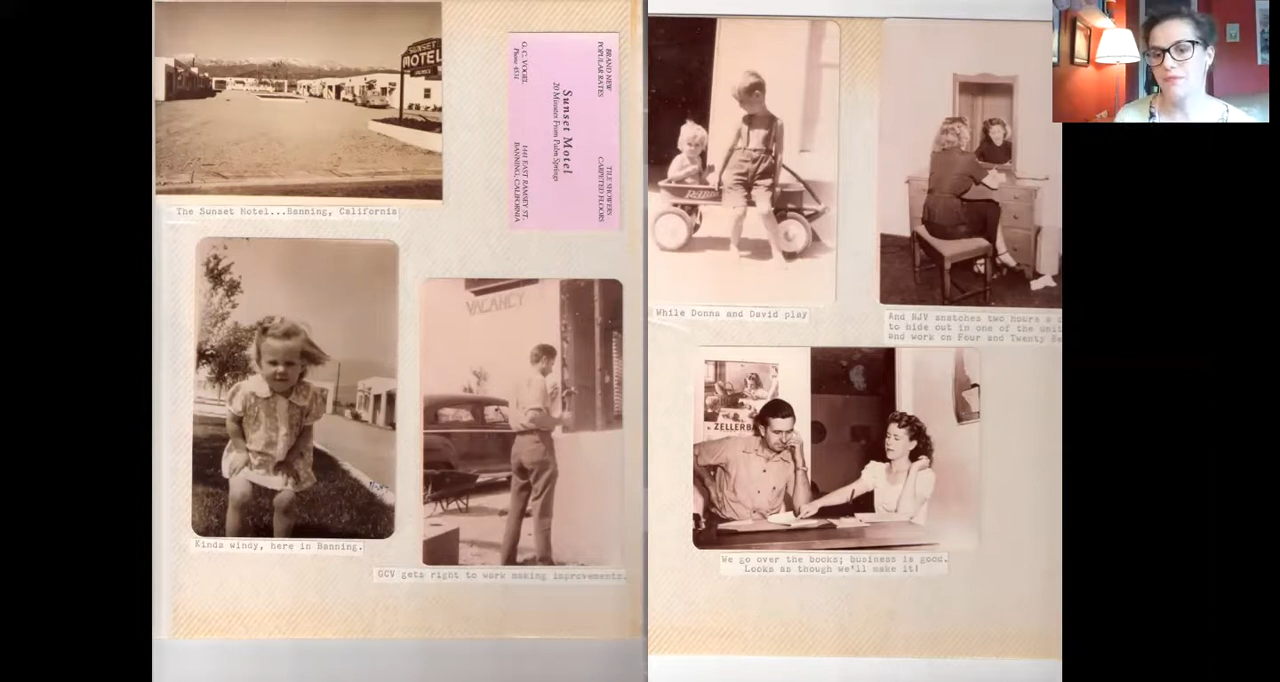 SUNSET
MOTEL
BRAND NEW
POPULAR RATES
TILE SHOWERS
CARPETED FLOORS
Sunset Motel
20 Minutes From Palm Springs
G. C. VOGEL
Phone 4531
1441 EAST RAMSEY ST.
BANNING, CALIFORNIA
The Sunset Motel...Banning, California
Kinda windy, here in Banning.
VACANCY
GCV gets right to work making improvements.
While Donna and David play
And NJV snatches two hours a
to hide out in one of the unit
and work on Four and Twenty
ZELLERBA
We go over the books; business is good.
Looks as though we'll make it!